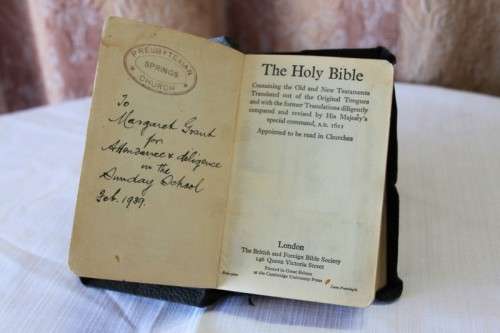 PRESBYTERIAN
SPRINGS
CHURCH
To
Margaret Grant
for
Attendance & diligence
in the
Sunday School
Feb. 1939.
The Holy Bible
Containing the Old and New Testaments
Translated out of the Original Tongues
and with the former Translations diligently
compared and revised by His Majesty's
special command, A.D. 1611
Appointed to be read in Churches
London
The British and Foreign Bible Society
146 Queen Victoria Street
Printed in Great Britain
at the Cambridge University Press